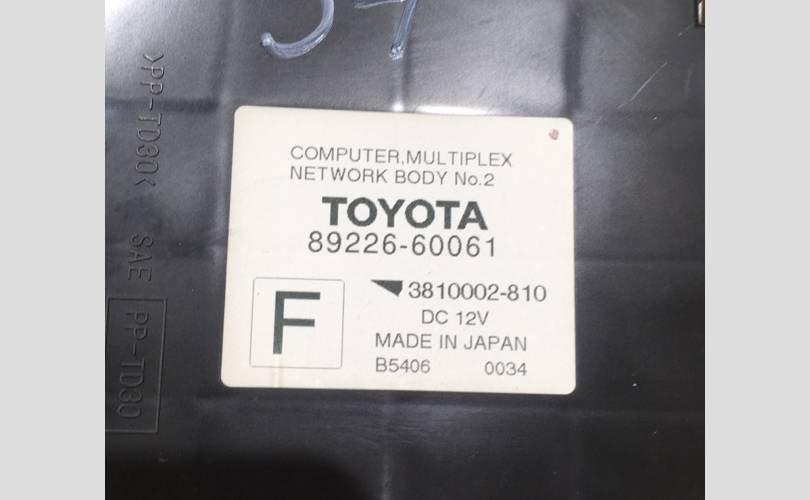 54
>PP-TD30<
SAE
PP-TD30
COMPUTER,MULTIPLEX
NETWORK BODY No.2
TOYOTA
89226-60061
F
3810002-810
DC 12V
MADE IN JAPAN
B5406 0034